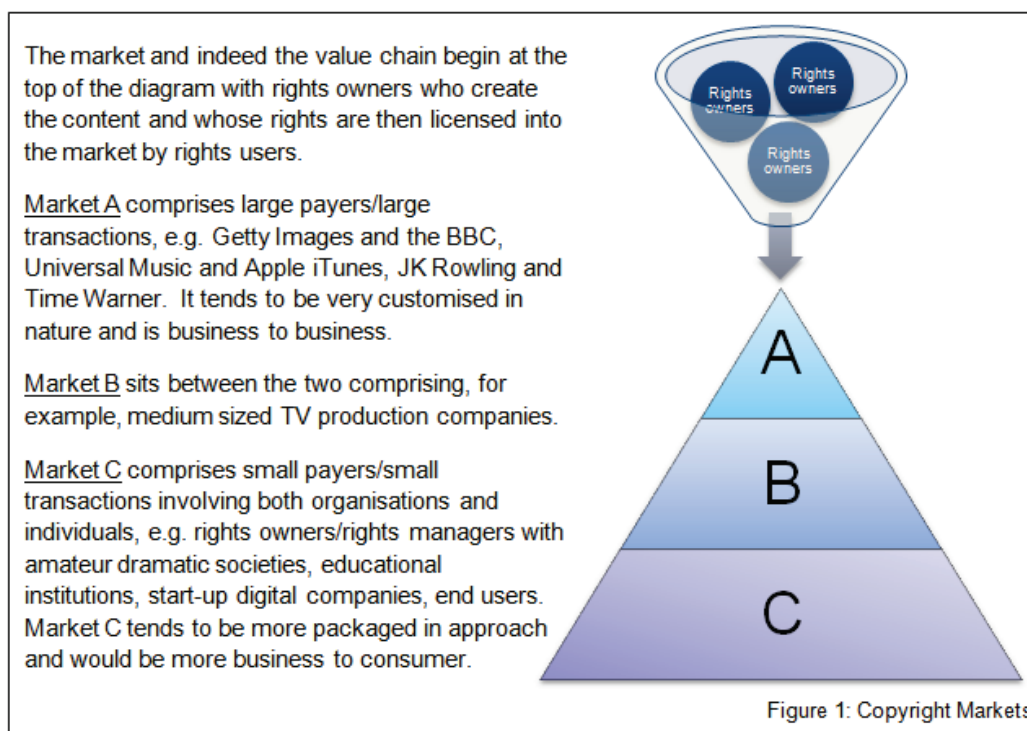 The market and indeed the value chain begin at the
top of the diagram with rights owners who create
the content and whose rights are then licensed into
the market by rights users.
Market A comprises large payers/large
transactions, e.g. Getty Images and the BBC,
Universal Music and Apple iTunes, JK Rowling and
Time Warner. It tends to be very customised in
nature and is business to business.
Market B sits between the two comprising, for
example, medium sized TV production companies.
Market C comprises small payers/small
transactions involving both organisations and
individuals, e.g. rights owners/rights managers with
amateur dramatic societies, educational
institutions, start-up digital companies, end users.
Market C tends to be more packaged in approach
and would be more business to consumer.
Rights
owners
Rights
owners
Rights
owners
A
B
C
Figure 1: Copyright Markets